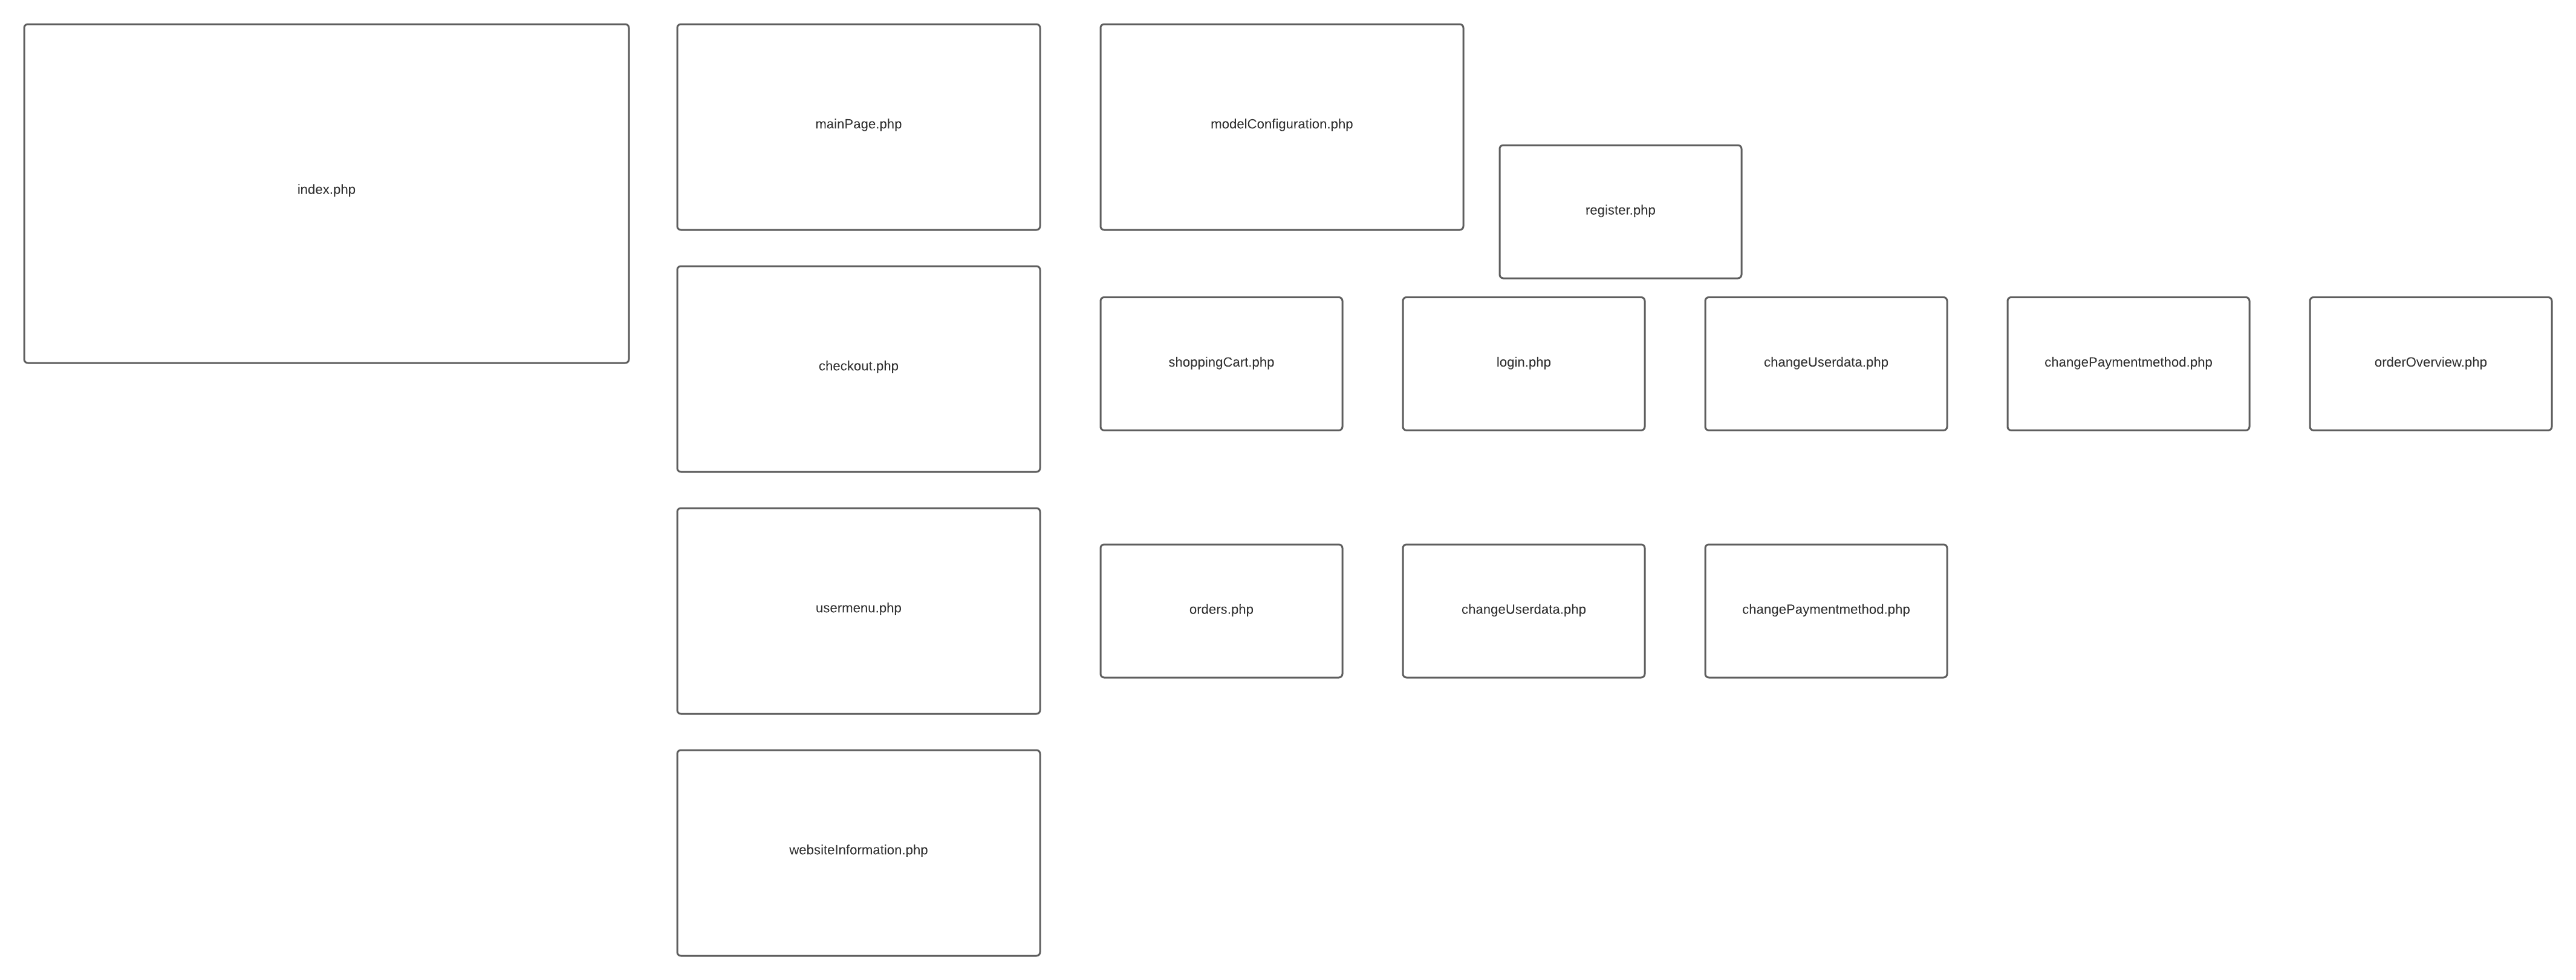 index.php
mainPage.php
modelConfiguration.php
register.php
checkout.php
shoppingCart.php
login.php
changeUserdata.php
changePaymentmethod.php
orderOverview.php
usermenu.php
orders.php
changeUserdata.php
changePaymentmethod.php
websiteInformation.php